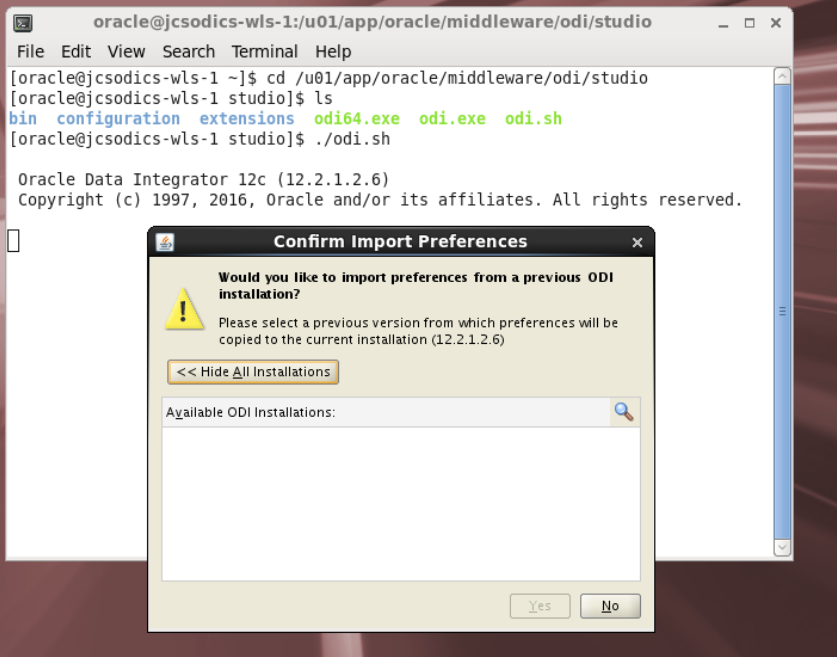 oracle@jcsodics-wls-1:/u01/app/oracle/middleware/odi/studio
File Edit View Search Terminal Help
[oracle@jcsodics-wls-1 ~]$ cd /u01/app/oracle/middleware/odi/studio
[oracle@jcsodics-wls-1 studio]$ ls
bin configuration extensions odi64.exe odi.exe odi.sh
[oracle@jcsodics-wls-1 studio]$ ./odi.sh
Oracle Data Integrator 12c (12.2.1.2.6)
Copyright (c) 1997, 2016, Oracle and/or its affiliates. All rights reserved.
Confirm Import Preferences
Would you like to import preferences from a previous ODI
installation?
Please select a previous version from which preferences will be
copied to the current installation (12.2.1.2.6)
<< Hide All Installations
Available ODI Installations:
Yes No